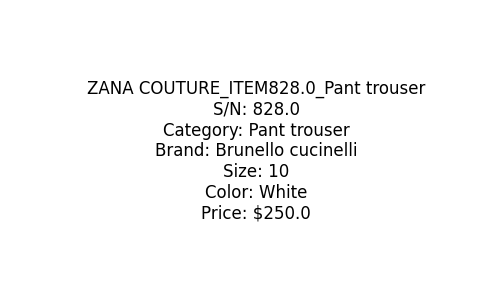 ZANA COUTURE_ITEM828.0_Pant trouser
S/N: 828.0
Category: Pant trouser
Brand: Brunello cucinelli
Size: 10
Color: White
Price: $250.0